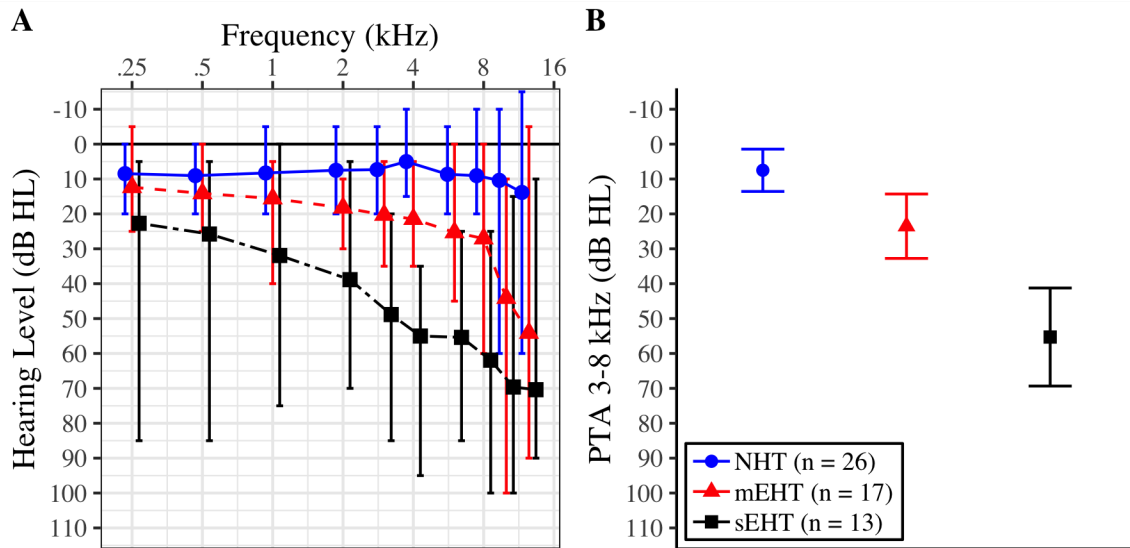 A
Frequency (kHz)
.25 .5 1 2 4 8 16
Hearing Level (dB HL)
-10
0
10
20
30
40
50
60
70
80
90
100
110
B
PTA 3-8 kHz (dB HL)
-10
0
10
20
30
40
50
60
70
80
90
100
110
NHT (n = 26)
mEHT (n = 17)
sEHT (n = 13)